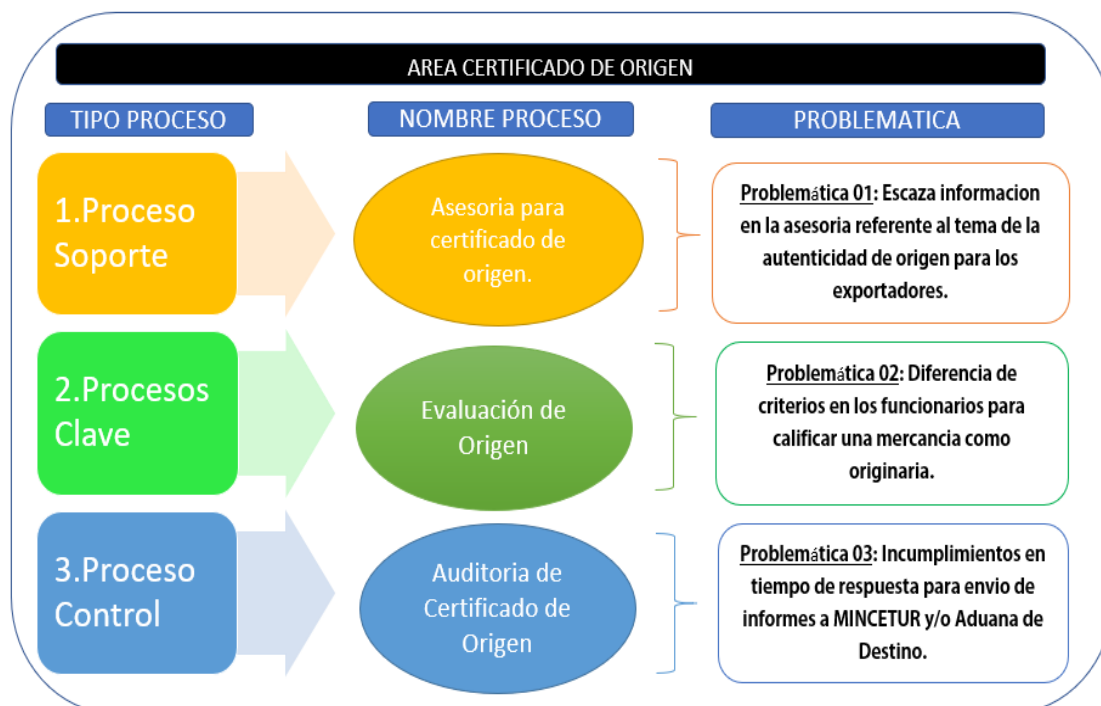 AREA CERTIFICADO DE ORIGEN
TIPO PROCESO
NOMBRE PROCESO
PROBLEMATICA
1.Proceso
Soporte
Asesoria para
certificado de
origen.
Problemática 01: Escaza informacion
en la asesoria referente al tema de la
autenticidad de origen para los
exportadores.
2.Procesos
Clave
Evaluación de
Origen
Problemática 02: Diferencia de
criterios en los funcionarios para
calificar una mercancia como
originaria.
3.Proceso
Control
Auditoria de
Certificado de
Origen
Problemática 03: Incumplimientos en
tiempo de respuesta para envio de
informes a MINCETUR y/o Aduana de
Destino.